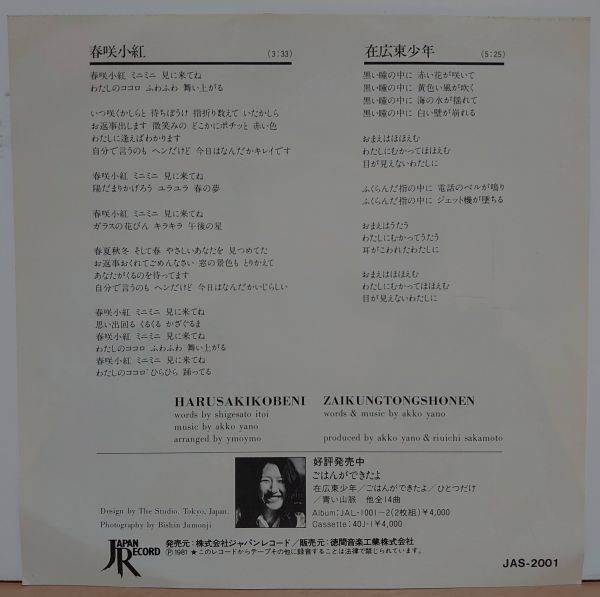 春咲小紅 (3:33)
春咲小紅 ミニミニ 見に来てね
わたしのココロ ふわふわ 舞い上がる
いつ咲くかしらと 待ちぼうけ 指折り数えて いたかしら
お返事出します 微笑みの どこかにポチッと 赤い色
わたしに逢えばわかります
自分で言うのも ヘンだけど 今日はなんだかキレイです
春咲小紅 ミニミニ 見に来てね
陽だまりかげろう ユラユラ 春の夢
春咲小紅 ミニミニ 見に来てね
ガラスの花びん キラキラ 午後の星
春夏秋冬 そして春 やさしいあなたを 見つめてた
お返事おくれてごめんなさい 窓の景色も とりかえて
あなたがくるのを待ってます
自分で言うのも ヘンだけど 今日はなんだかいじらしい
春咲小紅 ミニミニ 見に来てね
思い出回る くるくる かざぐるま
春咲小紅 ミニミニ 見に来てね
わたしのココロ ふわふわ 舞い上がる
春咲小紅 ミニミニ 見に来てね
わたしのココロ ひらひら 踊ってる
在広東少年 (5:25)
黒い瞳の中に 赤い花が咲いて
黒い瞳の中に 黄色い風が吹く
黒い瞳の中に 海の水が揺れて
黒い瞳の中に 白い壁が崩れる
おまえはほほえむ
わたしにむかってほほえむ
目が見えないわたしに
ふくらんだ指の中に 電話のベルが鳴り
ふくらんだ指の中に ジェット機が墜ちる
おまえはうたう
わたしにむかってうたう
耳がこわれたわたしに
おまえはほほえむ
わたしにむかってほほえむ
目が見えないわたしに
HARUSAKIKOBENI
words by shigesato itoi
music by akko yano
arranged by ymoymo
ZAIKUNGTONGSHONEN
words & music by akko yano
produced by akko yano & riuichi sakamoto
Design by The Studio, Tokyo, Japan.
Photography by Bishin Jumonji
好評発売中
ごはんができたよ
在広東少年/ごはんができたよ/ひとつだけ
/青い山脈 他全14曲
Album:JAL-1001〜2(2枚組)¥4,000
Cassette:40J-1¥4,000
JAPAN RECORD
発売元:株式会社ジャパンレコード/販売元:徳間音楽工業株式会社
Ⓟ1981★このレコードからテープその他に録音することは法律で禁じられています。
JAS-2001